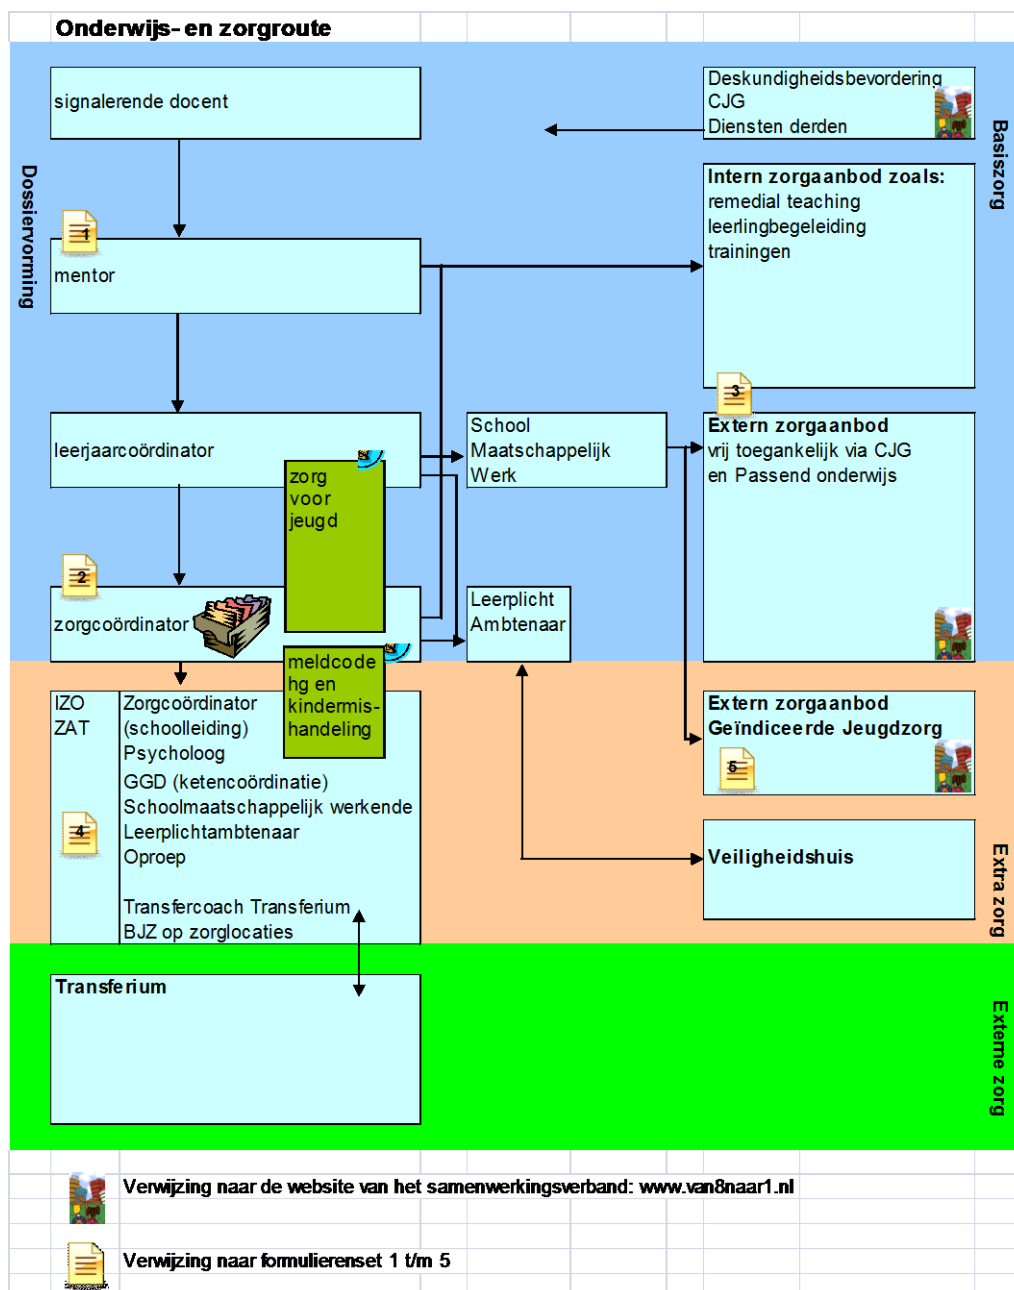 Onderwijs- en zorgroute
signalerende docent
Deskundigheidsbevordering
CJG
Diensten derden
Basiszorg
Dossiervorming
Intern zorgaanbod zoals:
remedial teaching
leerlingbegeleiding
trainingen
1
mentor
3
leerjaarcoördinator
School
Maatschappelijk
Werk
Extern zorgaanbod
vrij toegankelijk via CJG
en Passend onderwijs
zorg
voor
jeugd
2
zorgcoördinator
Leerplicht
Ambtenaar
meldcode
hg en
kindermis-
handeling
IZO
ZAT
Zorgcoördinator
(schoolleiding)
Psycholoog
GGD (ketencoördinatie)
Schoolmaatschappelijk werkende
Leerplichtambtenaar
Oproep
Transfercoach Transferium
BJZ op zorglocaties
4
Extern zorgaanbod
Geïndiceerde Jeugdzorg
5
Veiligheidshuis
Extra zorg
Transferium
Externe zorg
Verwijzing naar de website van het samenwerkingsverband: www.van8naar1.nl
Verwijzing naar formulierenset 1 t/m 5